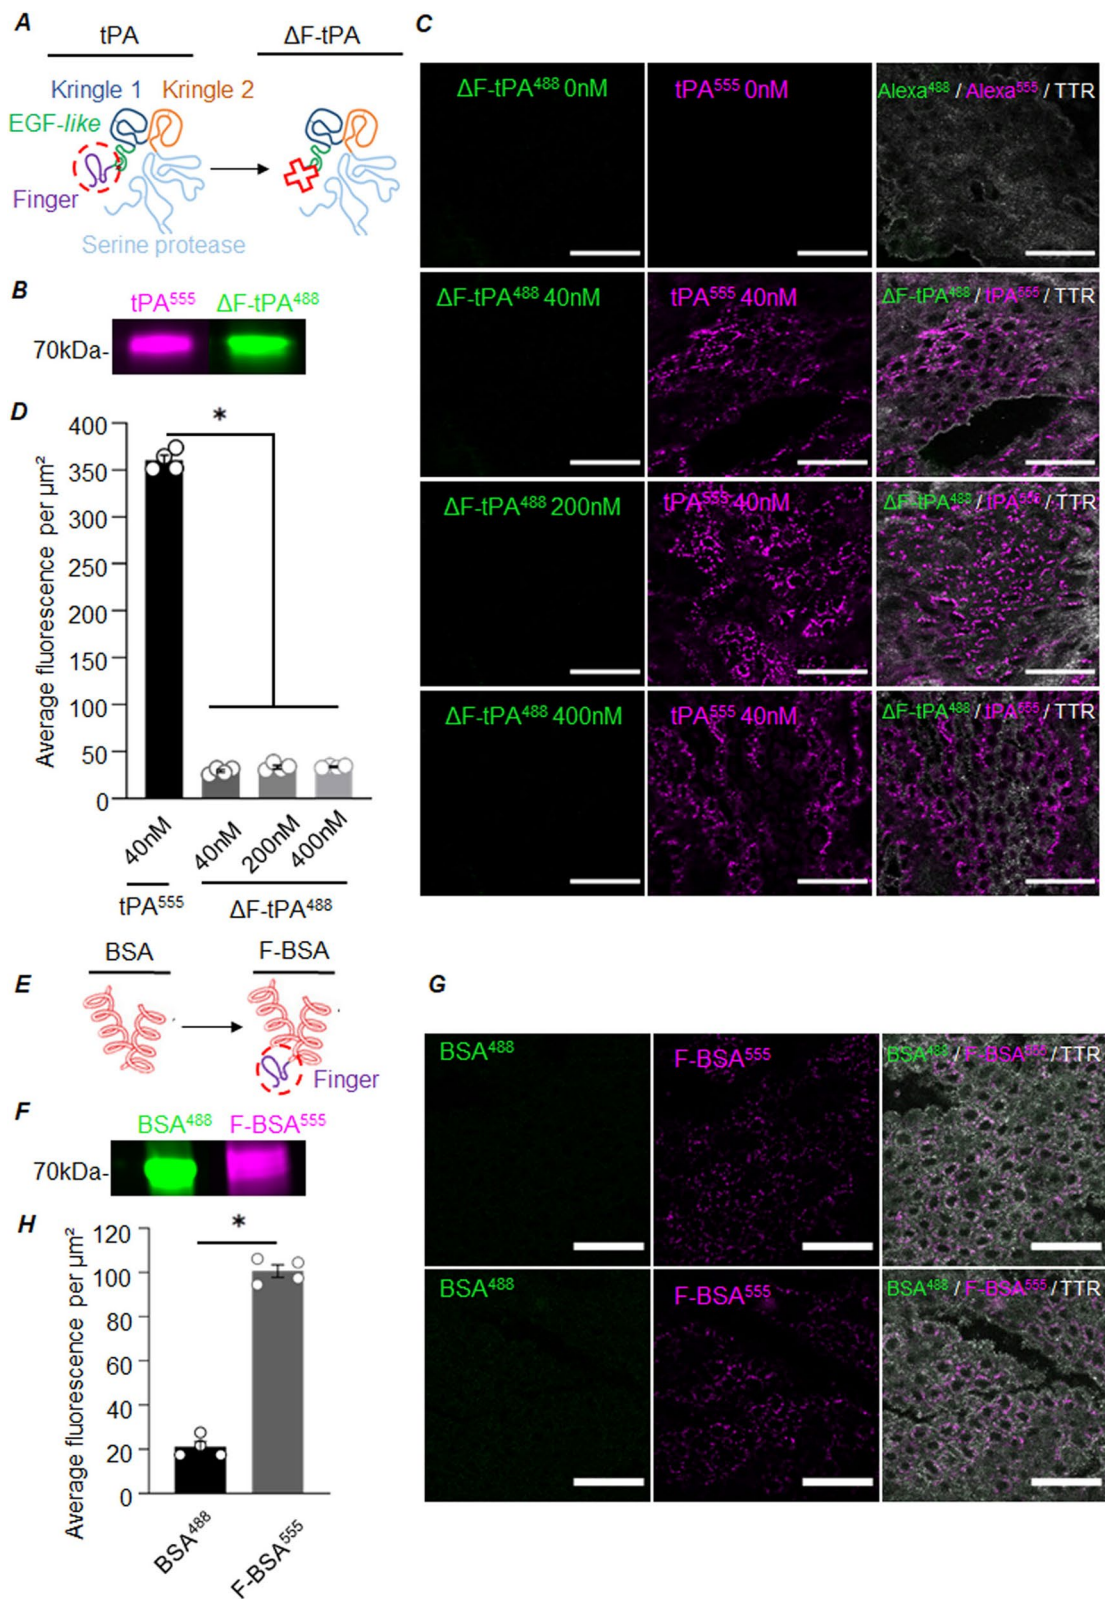 A
tPA
ΔF-tPA
Kringle 1
Kringle 2
EGF-like
Finger
Serine protease
B
tPA⁵⁵⁵
ΔF-tPA⁴⁸⁸
70kDa-
C
ΔF-tPA⁴⁸⁸ 0nM
tPA⁵⁵⁵ 0nM
Alexa⁴⁸⁸ / Alexa⁵⁵⁵ / TTR
ΔF-tPA⁴⁸⁸ 40nM
tPA⁵⁵⁵ 40nM
ΔF-tPA⁴⁸⁸ / tPA⁵⁵⁵ / TTR
ΔF-tPA⁴⁸⁸ 200nM
tPA⁵⁵⁵ 40nM
ΔF-tPA⁴⁸⁸ / tPA⁵⁵⁵ / TTR
ΔF-tPA⁴⁸⁸ 400nM
tPA⁵⁵⁵ 40nM
ΔF-tPA⁴⁸⁸ / tPA⁵⁵⁵ / TTR
D
Average fluorescence per µm²
400
350
300
250
200
150
100
50
0
*
40nM
40nM
200nM
400nM
tPA⁵⁵⁵
ΔF-tPA⁴⁸⁸
E
BSA
F-BSA
Finger
F
BSA⁴⁸⁸
F-BSA⁵⁵⁵
70kDa-
G
BSA⁴⁸⁸
F-BSA⁵⁵⁵
BSA⁴⁸⁸ / F-BSA⁵⁵⁵ / TTR
BSA⁴⁸⁸
F-BSA⁵⁵⁵
BSA⁴⁸⁸ / F-BSA⁵⁵⁵ / TTR
H
Average fluorescence per µm²
120
100
80
60
40
20
0
*
BSA⁴⁸⁸
F-BSA⁵⁵⁵